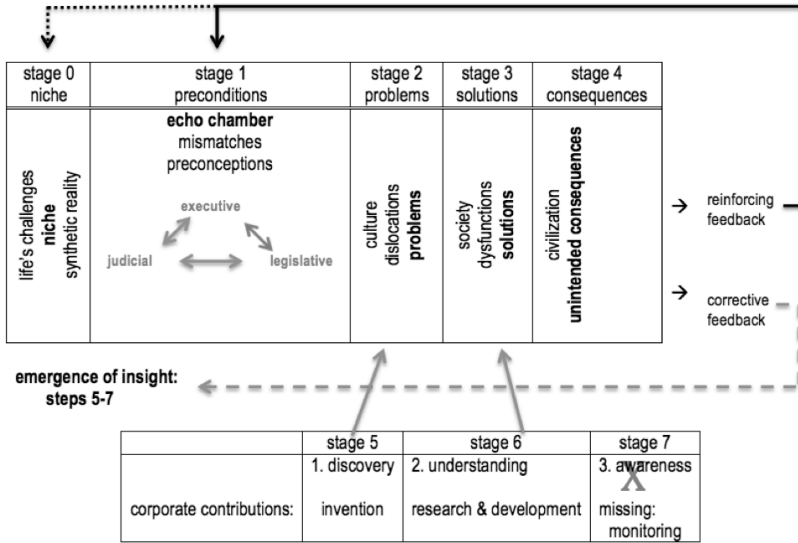 stage 0
niche
stage 1
preconditions
stage 2
problems
stage 3
solutions
stage 4
consequences
life's challenges
niche
synthetic reality
echo chamber
mismatches
preconceptions
executive
judicial
legislative
culture
dislocations
problems
society
dysfunctions
solutions
civilization
unintended consequences
reinforcing
feedback
corrective
feedback
emergence of insight:
steps 5-7
stage 5
stage 6
stage 7
1. discovery
2. understanding
3. awareness
X
corporate contributions:
invention
research & development
missing:
monitoring